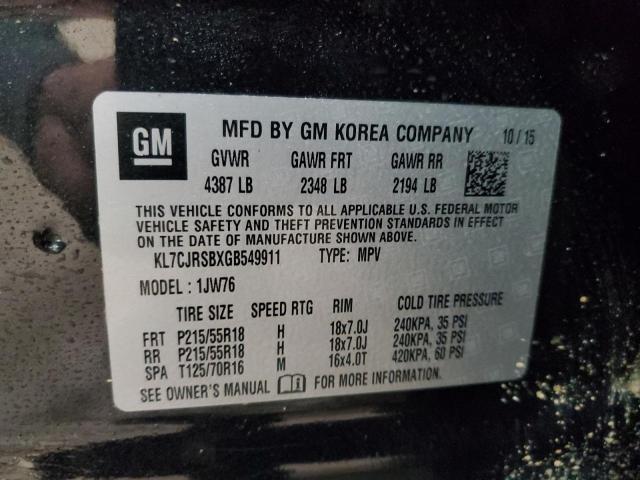 GM MFD BY GM KOREA COMPANY 10 / 15
GVWR GAWR FRT GAWR RR
4387 LB 2348 LB 2194 LB
THIS VEHICLE CONFORMS TO ALL APPLICABLE U.S. FEDERAL MOTOR
VEHICLE SAFETY AND THEFT PREVENTION STANDARDS IN EFFECT
ON THE DATE OF MANUFACTURE SHOWN ABOVE.
KL7CJRSBXGB549911 TYPE: MPV
MODEL : 1JW76
TIRE SIZE SPEED RTG RIM COLD TIRE PRESSURE
FRT P215/55R18 H 18x7.0J 240KPA, 35 PSI
RR P215/55R18 H 18x7.0J 240KPA, 35 PSI
SPA T125/70R16 M 16x4.0T 420KPA, 60 PSI
SEE OWNER'S MANUAL FOR MORE INFORMATION.